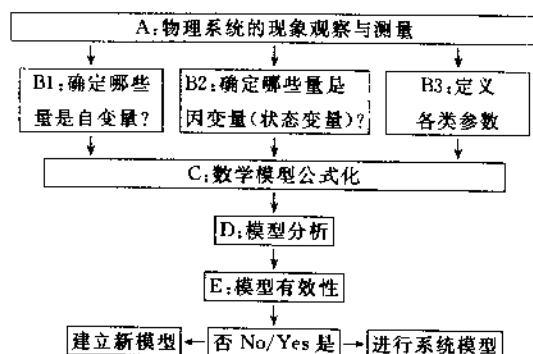 A:物理系统的现象观察与测量
B1:确定哪些
量是自变量?
B2:确定哪些量是
因变量(状态变量)?
B3:定义
各类参数
C:数学模型公式化
D:模型分析
E:模型有效性
建立新模型
否 No/Yes 是
进行系统模型